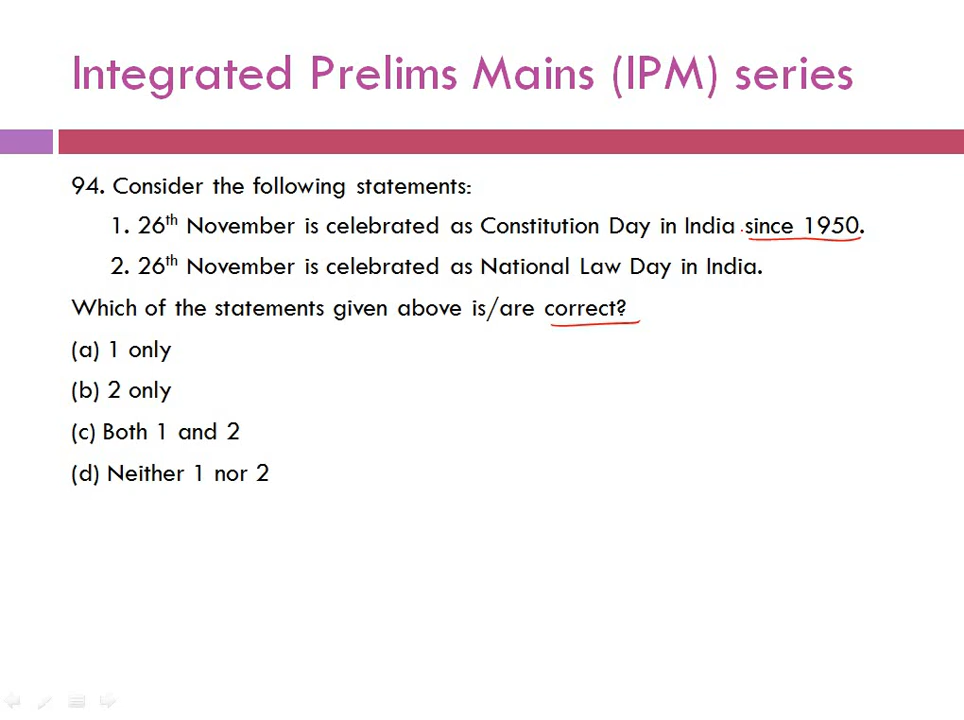 Integrated Prelims Mains (IPM) series
94. Consider the following statements:
1. 26th November is celebrated as Constitution Day in India since 1950.
2. 26th November is celebrated as National Law Day in India.
Which of the statements given above is/are correct?
(a) 1 only
(b) 2 only
(c) Both 1 and 2
(d) Neither 1 nor 2